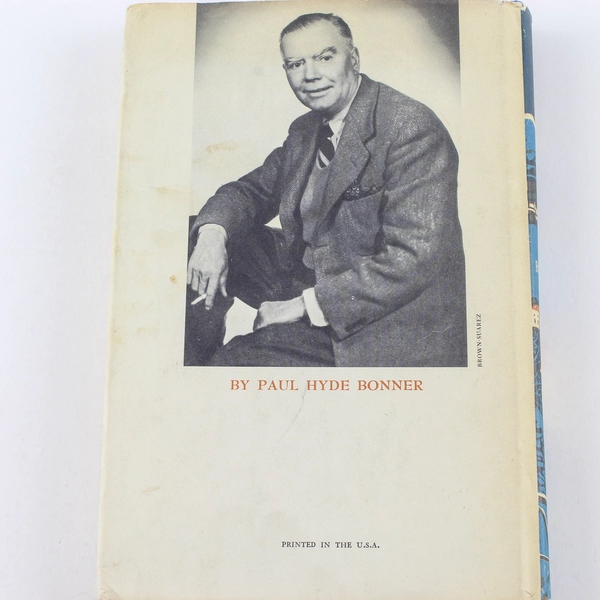 BROWN-SUAREZ
BY PAUL HYDE BONNER
PRINTED IN THE U.S.A.